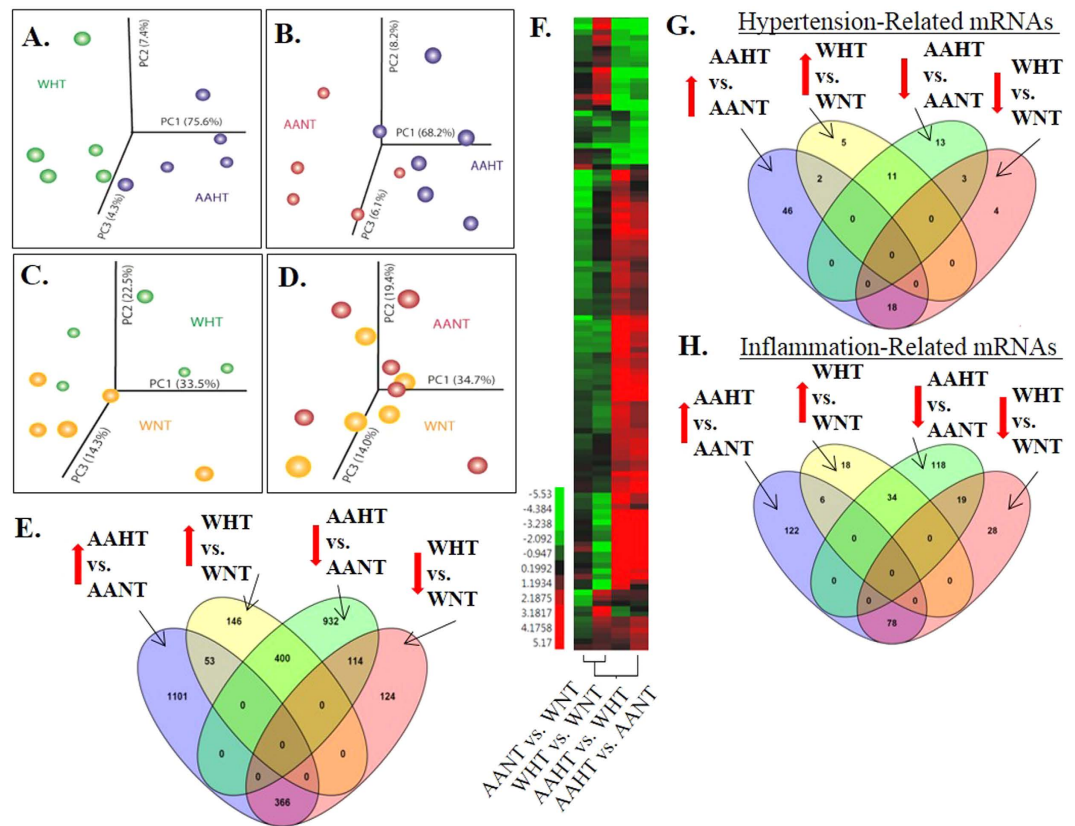 A.
WHT
PC2 (7.4%)
PC1 (75.6%)
AAHT
PC3 (4.3%)
B.
PC2 (8.2%)
AANT
PC1 (68.2%)
AAHT
PC3 (6.1%)
C.
PC2 (22.5%)
WHT
PC1 (33.5%)
WNT
PC3 (14.3%)
D.
PC2 (19.4%)
AANT
PC1 (34.7%)
WNT
PC3 (14.0%)
E.
AAHT
vs.
AANT
WHT
vs.
WNT
AAHT
vs.
AANT
WHT
vs.
WNT
146
932
53
400
114
1101
124
0
0
0
0
0
0
0
366
F.
-5.53
-4.384
-3.238
-2.092
-0.947
0.1992
1.1934
2.1875
3.1817
4.1758
5.17
AANT vs. WNT
WHT vs. WNT
AAHT vs. WHT
AAHT vs. AANT
G.
Hypertension-Related mRNAs
AAHT
vs.
AANT
WHT
vs.
WNT
AAHT
vs.
AANT
WHT
vs.
WNT
5
13
2
11
3
46
4
0
0
0
0
0
0
0
18
H.
Inflammation-Related mRNAs
AAHT
vs.
AANT
WHT
vs.
WNT
AAHT
vs.
AANT
WHT
vs.
WNT
18
118
6
34
19
122
28
0
0
0
0
0
0
0
78